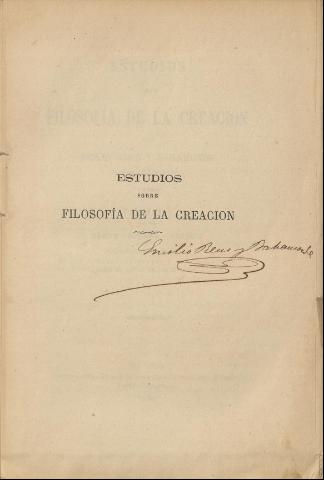 ESTUDIOS
SOBRE
FILOSOFÍA DE LA CREACION
Emilio Reus y Bahamonde